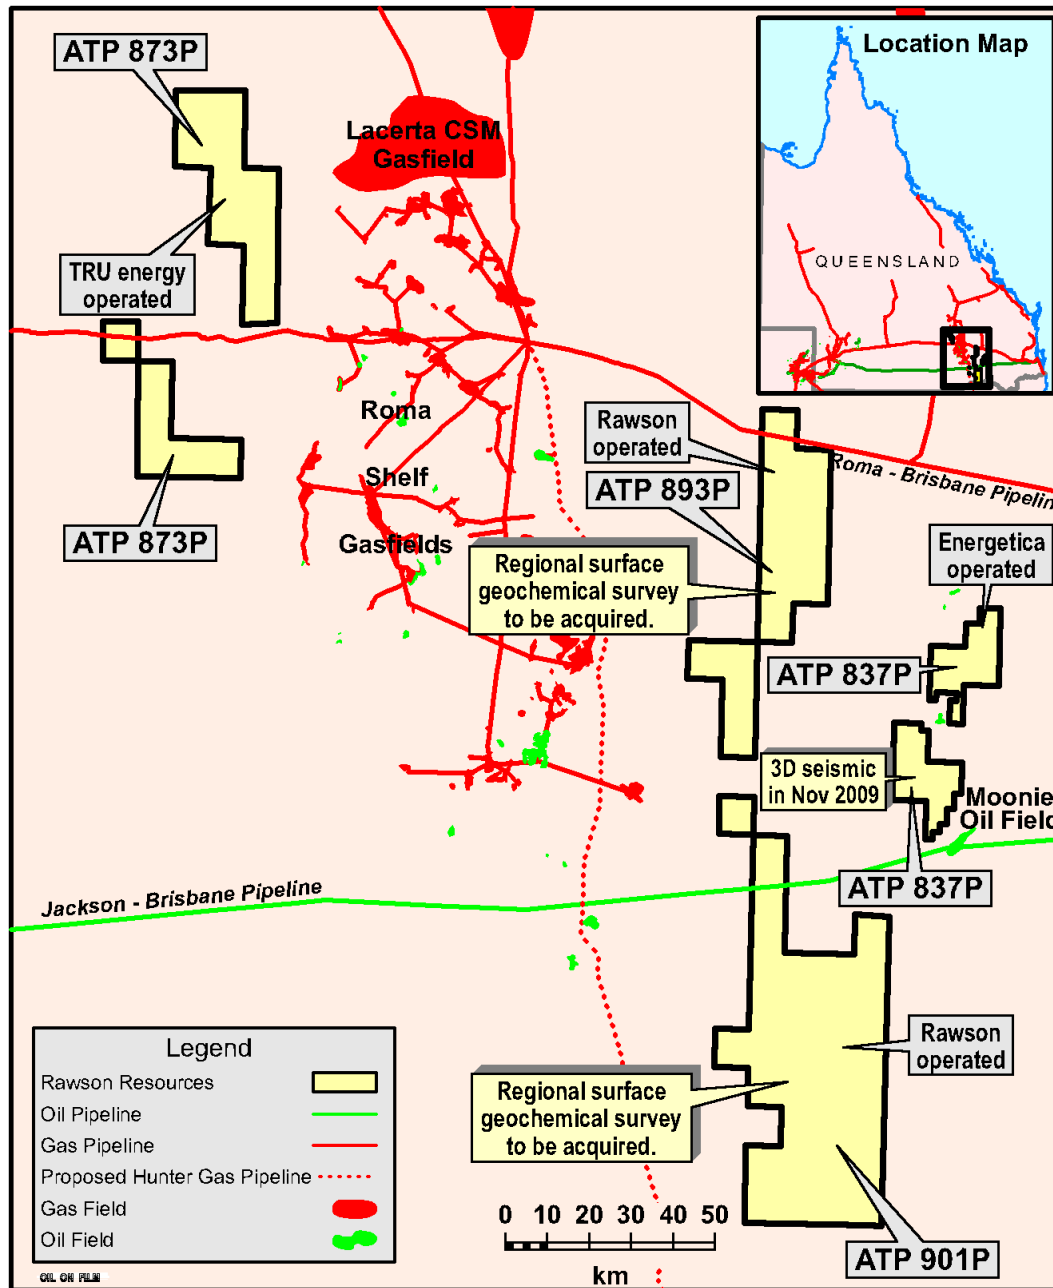 ATP 873P
Location Map
Lacerta CSM
Gasfield
QUEENSLAND
TRU energy
operated
Roma
Rawson
operated
Roma - Brisbane Pipelin
Shelf
ATP 893P
ATP 873P
Gasfields
Energetica
operated
Regional surface
geochemical survey
to be acquired.
ATP 837P
3D seismic
in Nov 2009
Moonie
Oil Field
ATP 837P
Jackson - Brisbane Pipeline
Rawson
operated
Regional surface
geochemical survey
to be acquired.
ATP 901P
Legend
Rawson Resources
Oil Pipeline
Gas Pipeline
Proposed Hunter Gas Pipeline
Gas Field
Oil Field
0 10 20 30 40 50
km
OIL ON FILM